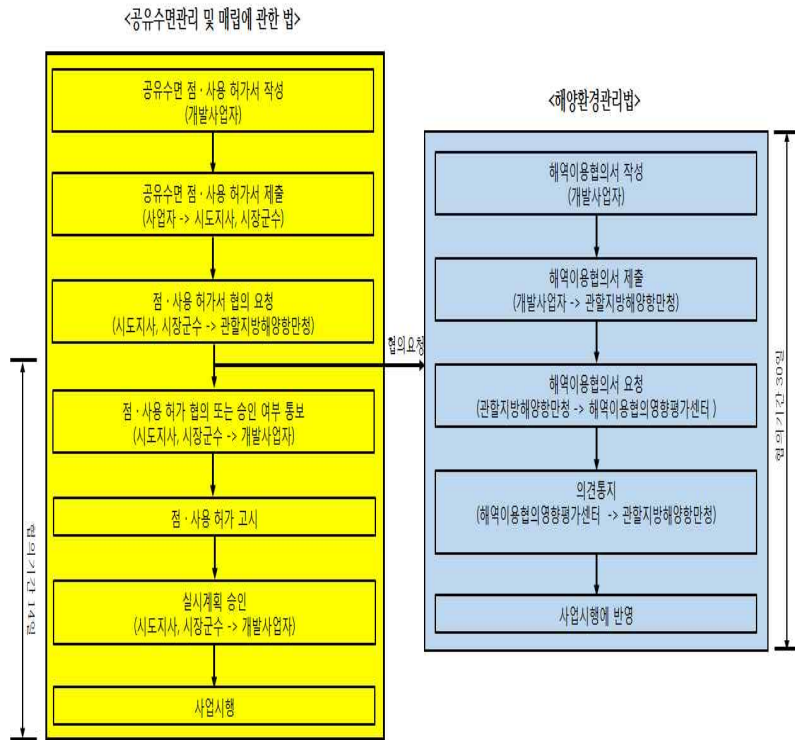 <공유수면관리 및 매립에 관한 법>
공유수면 점·사용 허가서 작성
(개발사업자)
공유수면 점·사용 허가서 제출
(사업자 -> 시도지사, 시장군수)
점·사용 허가서 협의 요청
(시도지사, 시장군수 -> 관할지방해양항만청)
협의요청
점·사용 허가 협의 또는 승인 여부 통보
(시도지사, 시장군수 -> 개발사업자)
점·사용 허가 고시
실시계획 승인
(시도지사, 시장군수 -> 개발사업자)
사업시행
협의기간 14일
<해양환경관리법>
해역이용협의서 작성
(개발사업자)
해역이용협의서 제출
(개발사업자 -> 관할지방해양항만청)
해역이용협의서 요청
(관할지방해양항만청 -> 해역이용협의영향평가센터 )
의견통지
(해역이용협의영향평가센터 -> 관할지방해양항만청)
사업시행에 반영
협의기간 30일